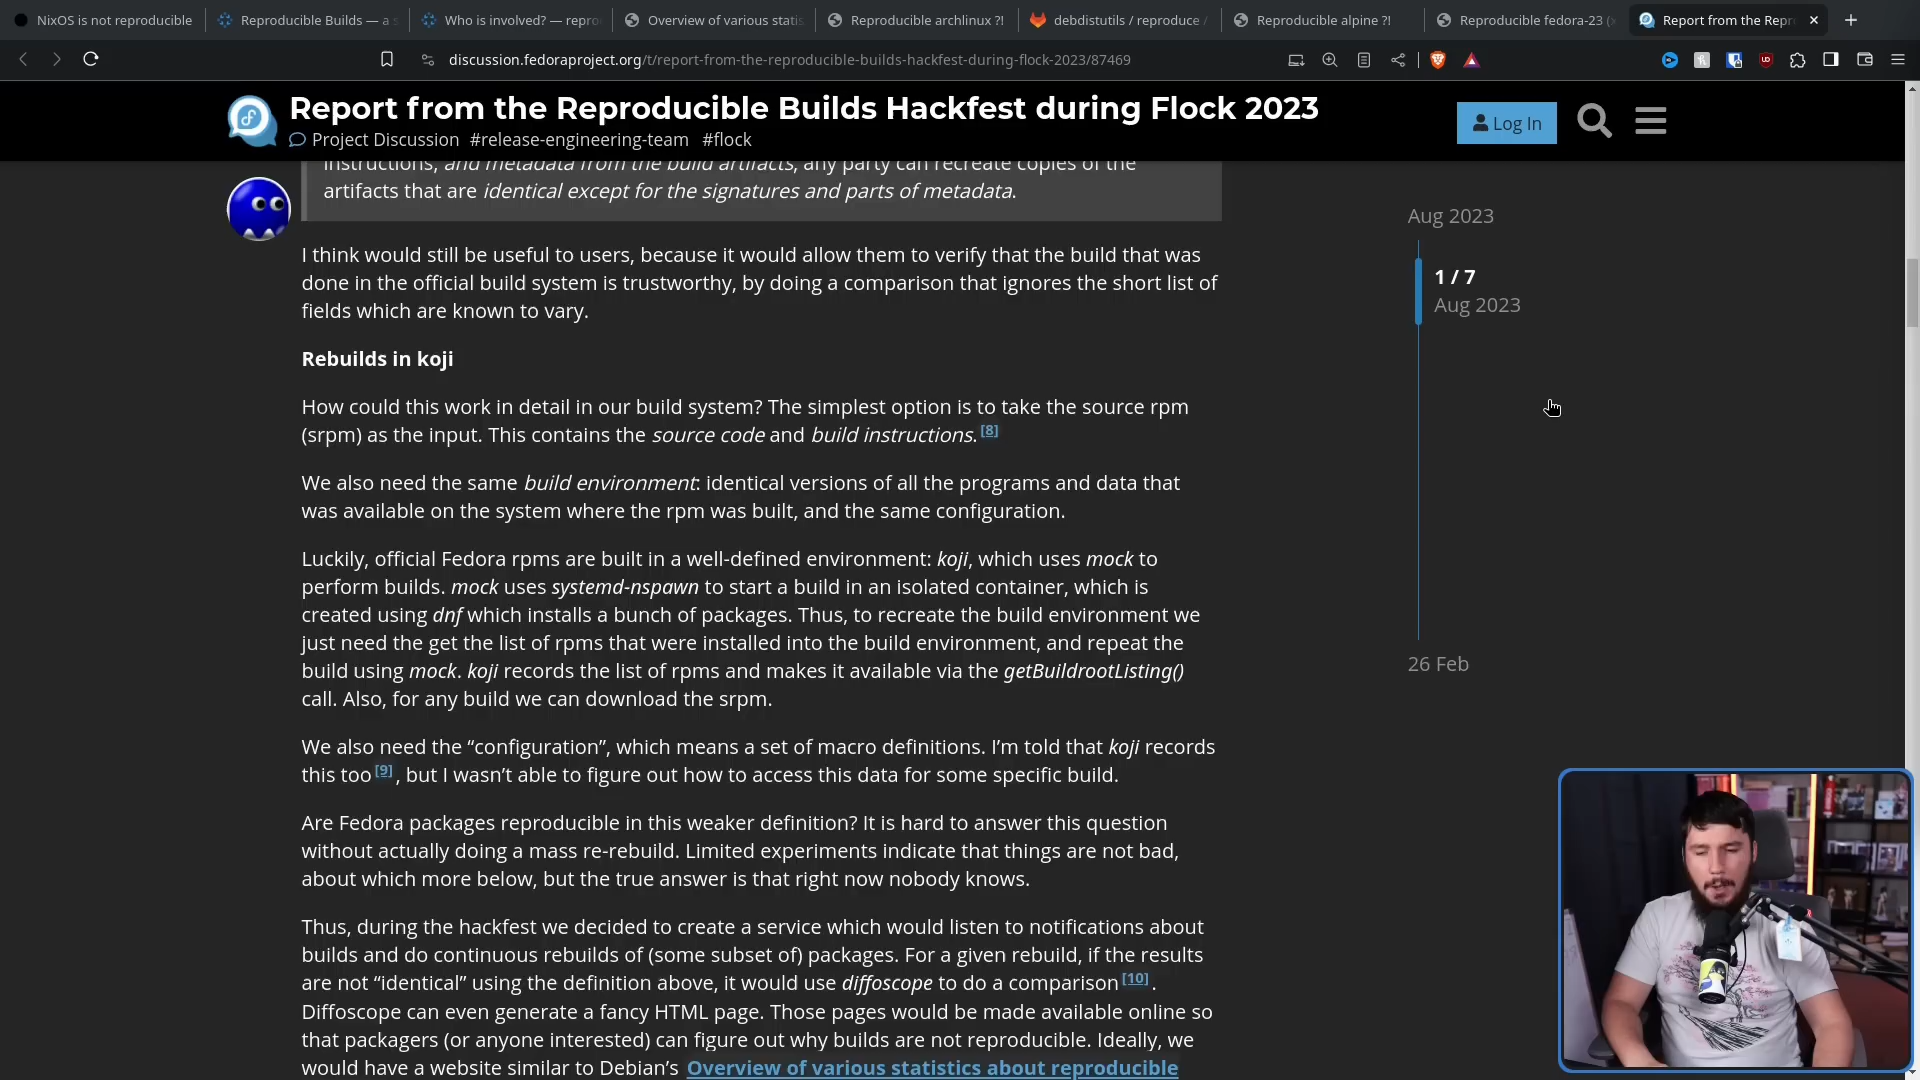 NixOS is not reproducible
Reproducible Builds — a s
Who is involved? — repro
Overview of various statis
Reproducible archlinux ?!
debdistutils / reproduce /
Reproducible alpine ?!
Reproducible fedora-23 (x
Report from the Repr
discussion.fedoraproject.org/t/report-from-the-reproducible-builds-hackfest-during-flock-2023/87469
Report from the Reproducible Builds Hackfest during Flock 2023
Project Discussion #release-engineering-team #flock
Log In
instructions, and metadata from the build artifacts, any party can recreate copies of the
artifacts that are identical except for the signatures and parts of metadata.
I think would still be useful to users, because it would allow them to verify that the build that was
done in the official build system is trustworthy, by doing a comparison that ignores the short list of
fields which are known to vary.
Rebuilds in koji
How could this work in detail in our build system? The simplest option is to take the source rpm
(srpm) as the input. This contains the source code and build instructions. [8]
We also need the same build environment: identical versions of all the programs and data that
was available on the system where the rpm was built, and the same configuration.
Luckily, official Fedora rpms are built in a well-defined environment: koji, which uses mock to
perform builds. mock uses systemd-nspawn to start a build in an isolated container, which is
created using dnf which installs a bunch of packages. Thus, to recreate the build environment we
just need the get the list of rpms that were installed into the build environment, and repeat the
build using mock. koji records the list of rpms and makes it available via the getBuildrootListing()
call. Also, for any build we can download the srpm.
We also need the “configuration”, which means a set of macro definitions. I’m told that koji records
this too [9], but I wasn’t able to figure out how to access this data for some specific build.
Are Fedora packages reproducible in this weaker definition? It is hard to answer this question
without actually doing a mass re-rebuild. Limited experiments indicate that things are not bad,
about which more below, but the true answer is that right now nobody knows.
Thus, during the hackfest we decided to create a service which would listen to notifications about
builds and do continuous rebuilds of (some subset of) packages. For a given rebuild, if the results
are not “identical” using the definition above, it would use diffoscope to do a comparison [10].
Diffoscope can even generate a fancy HTML page. Those pages would be made available online so
that packagers (or anyone interested) can figure out why builds are not reproducible. Ideally, we
would have a website similar to Debian’s Overview of various statistics about reproducible
Aug 2023
1 / 7
Aug 2023
26 Feb